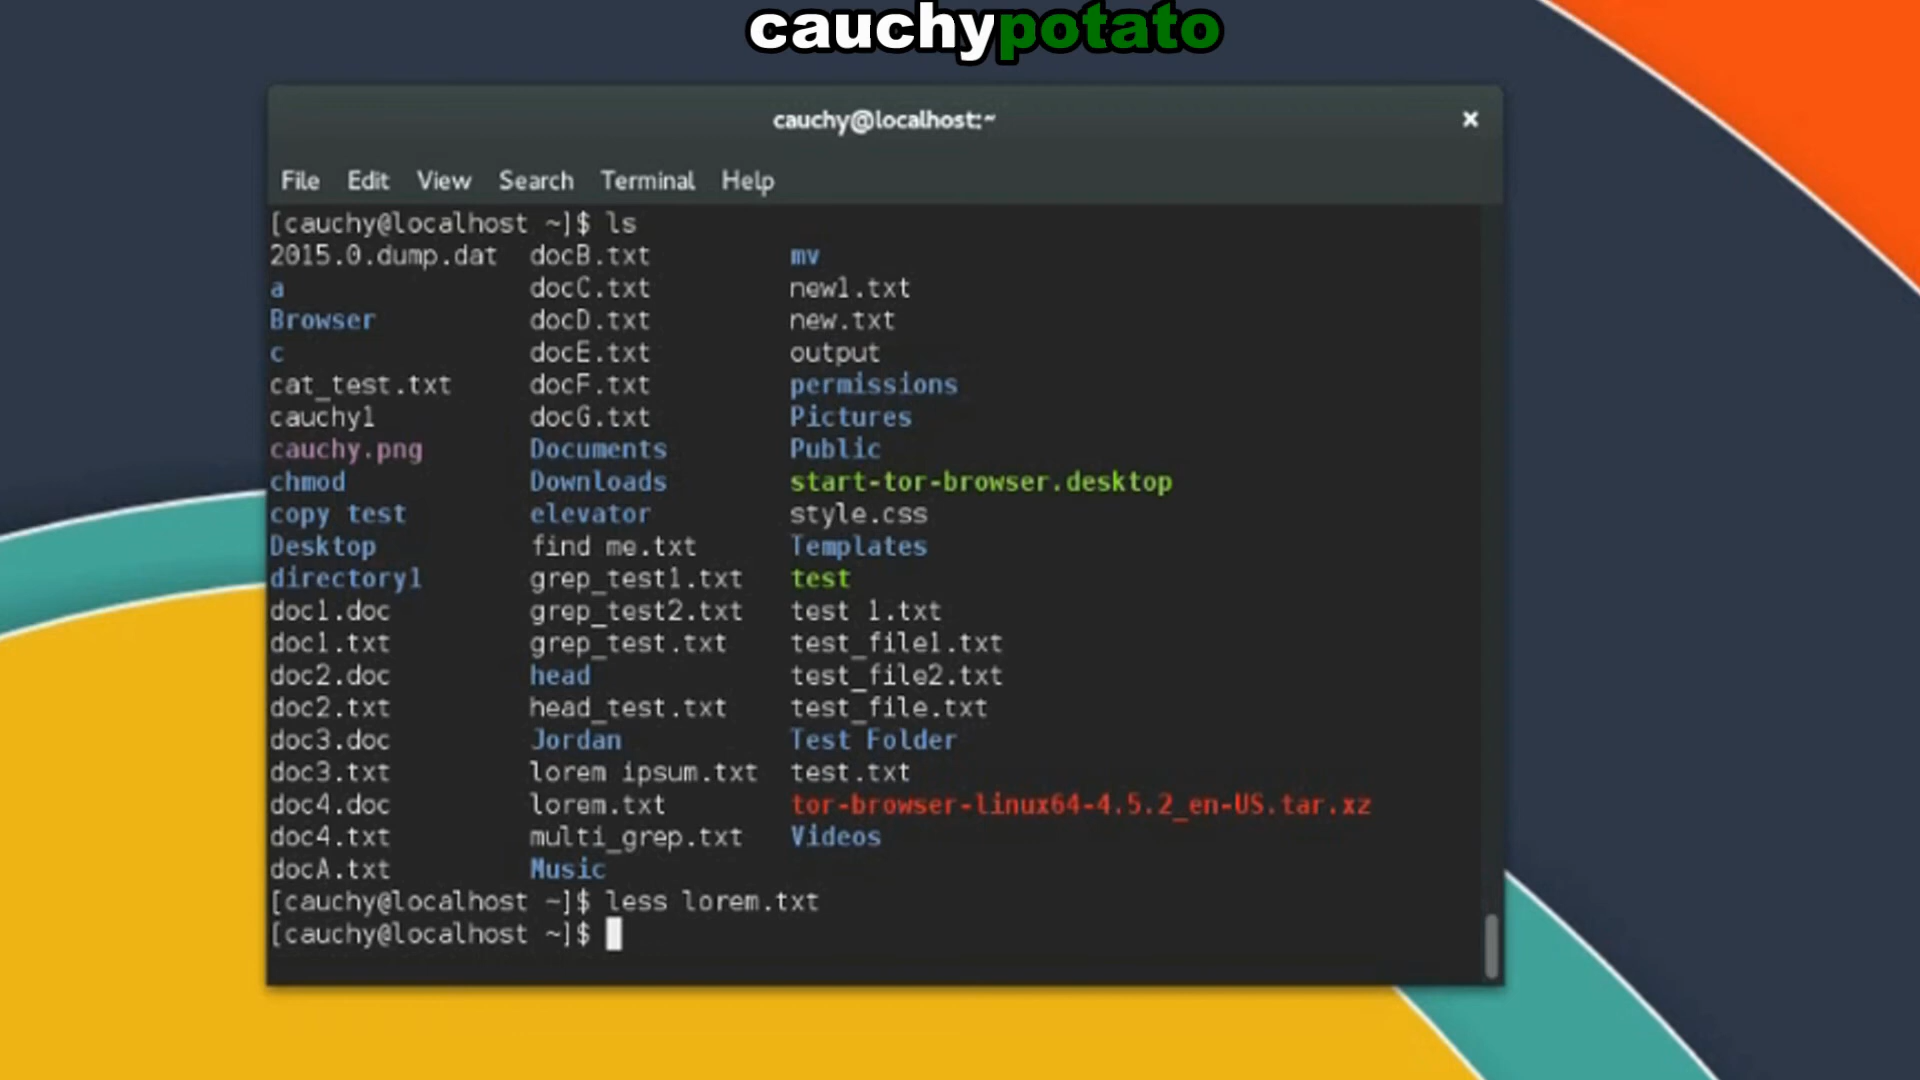 cauchypotato
cauchy@localhost:~ ×
File Edit View Search Terminal Help
[cauchy@localhost ~]$ ls
2015.0.dump.dat docB.txt mv
a docC.txt new1.txt
Browser docD.txt new.txt
c docE.txt output
cat_test.txt docF.txt permissions
cauchy1 docG.txt Pictures
cauchy.png Documents Public
chmod Downloads start-tor-browser.desktop
copy test elevator style.css
Desktop find me.txt Templates
directory1 grep_test1.txt test
doc1.doc grep_test2.txt test 1.txt
doc1.txt grep_test.txt test_file1.txt
doc2.doc head test_file2.txt
doc2.txt head_test.txt test_file.txt
doc3.doc Jordan Test Folder
doc3.txt lorem ipsum.txt test.txt
doc4.doc lorem.txt tor-browser-linux64-4.5.2_en-US.tar.xz
doc4.txt multi_grep.txt Videos
docA.txt Music
[cauchy@localhost ~]$ less lorem.txt
[cauchy@localhost ~]$